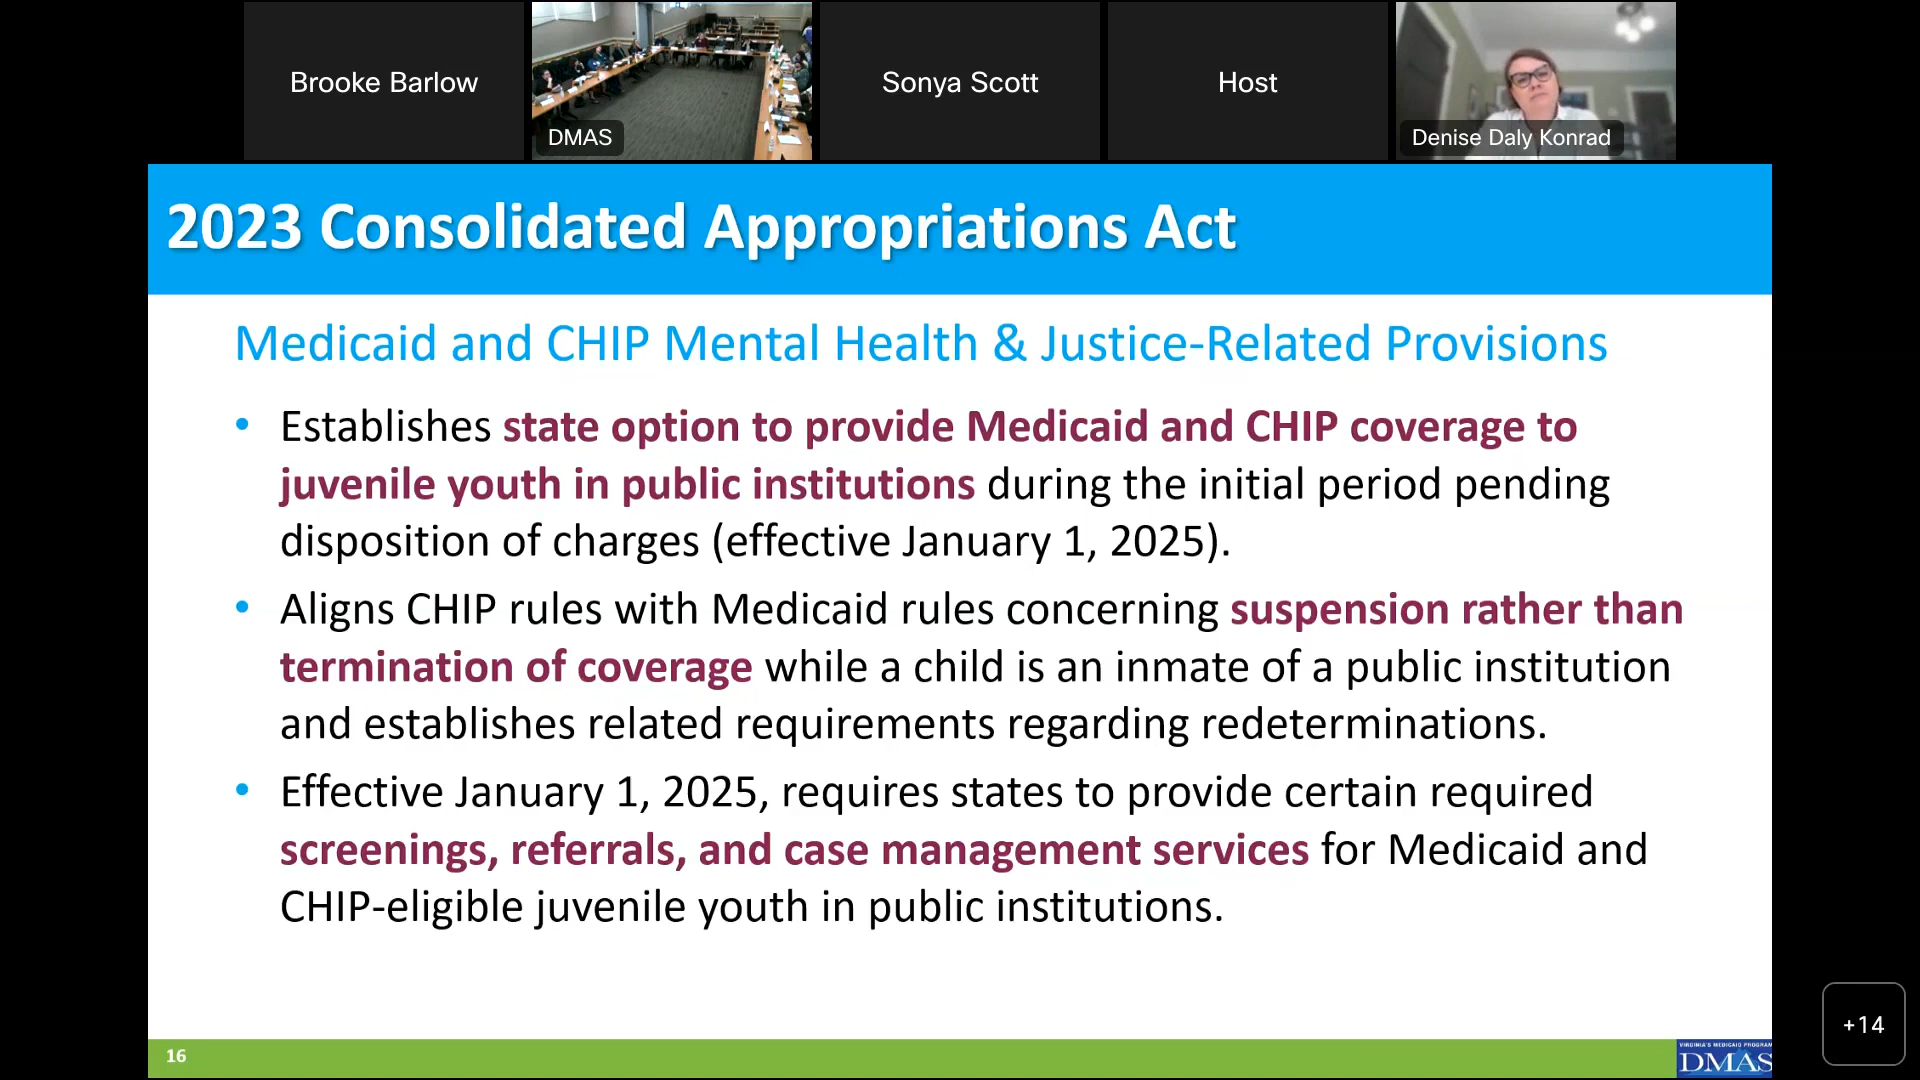 Brooke Barlow
DMAS
Sonya Scott
Host
Denise Daly Konrad
2023 Consolidated Appropriations Act
Medicaid and CHIP Mental Health & Justice-Related Provisions
• Establishes state option to provide Medicaid and CHIP coverage to
juvenile youth in public institutions during the initial period pending
disposition of charges (effective January 1, 2025).
• Aligns CHIP rules with Medicaid rules concerning suspension rather than
termination of coverage while a child is an inmate of a public institution
and establishes related requirements regarding redeterminations.
• Effective January 1, 2025, requires states to provide certain required
screenings, referrals, and case management services for Medicaid and
CHIP-eligible juvenile youth in public institutions.
+14
16
VIRGINIA'S MEDICAID PROGRAM
DMAS